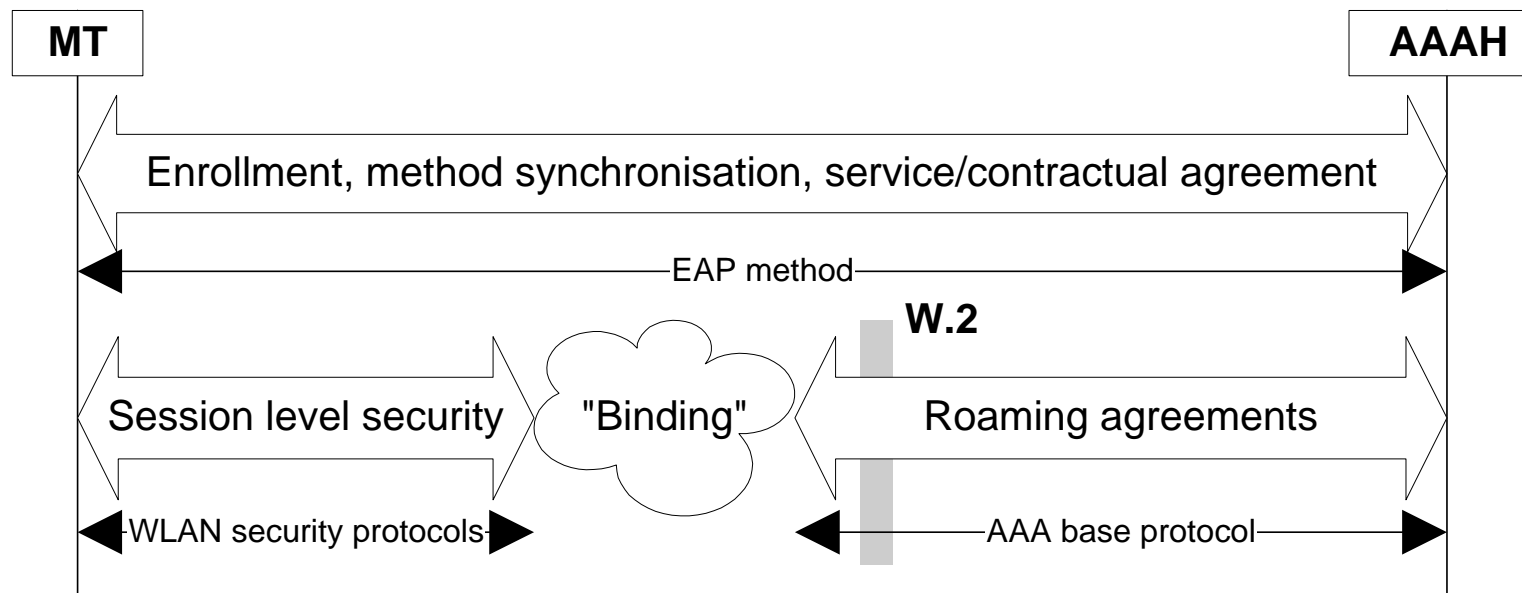 MT
AAAH
Enrollment, method synchronisation, service/contractual agreement
EAP method
W.2
Session level security
"Binding"
Roaming agreements
WLAN security protocols
AAA base protocol